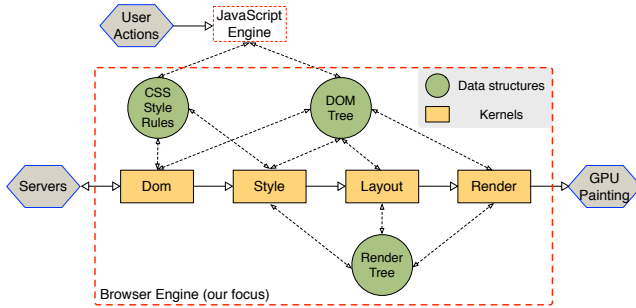 User
Actions
JavaScript
Engine
CSS
Style
Rules
DOM
Tree
Data structures
Kernels
Servers
Dom
Style
Layout
Render
GPU
Painting
Render
Tree
Browser Engine (our focus)